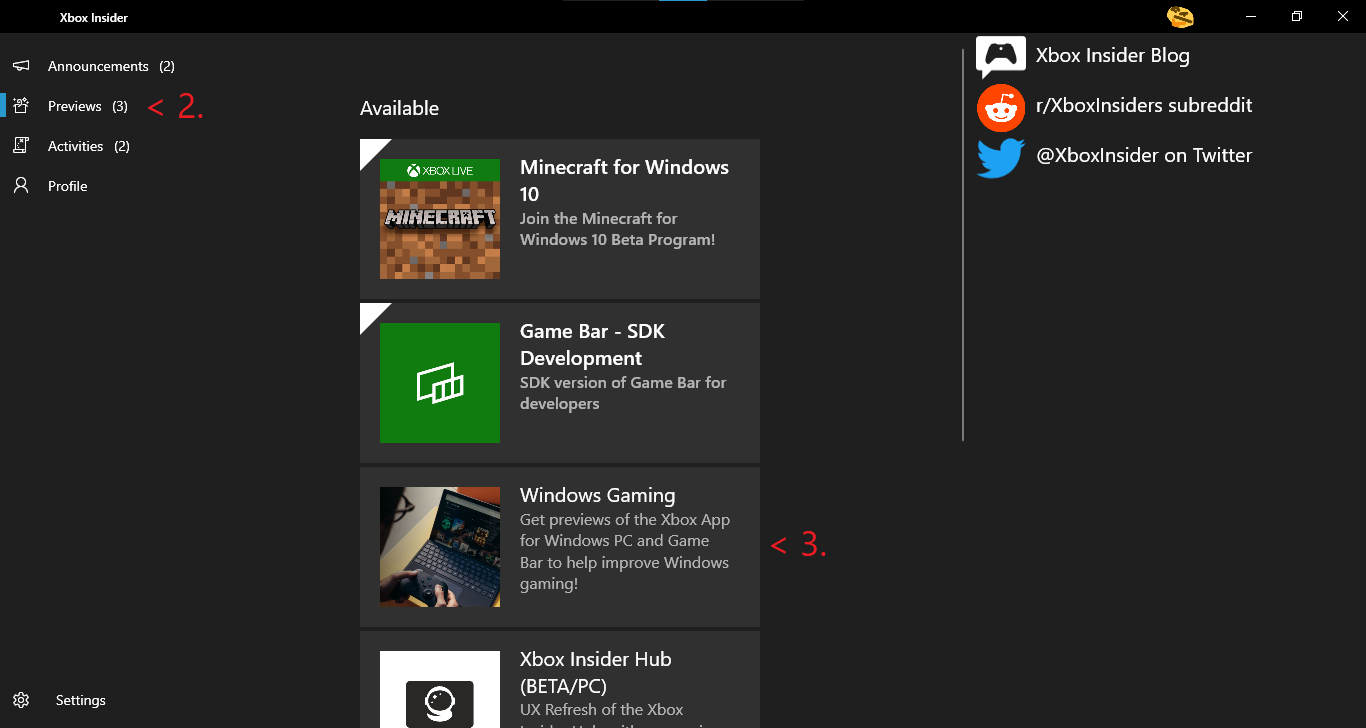 Xbox Insider
Announcements (2)
Previews (3) < 2.
Activities (2)
Profile
Settings
Available
XBOX LIVE
MINECRAFT
Minecraft for Windows
10
Join the Minecraft for
Windows 10 Beta Program!
Game Bar - SDK
Development
SDK version of Game Bar for
developers
Windows Gaming
Get previews of the Xbox App
for Windows PC and Game
Bar to help improve Windows
gaming!
< 3.
Xbox Insider Hub
(BETA/PC)
UX Refresh of the Xbox
Xbox Insider Blog
r/XboxInsiders subreddit
@XboxInsider on Twitter